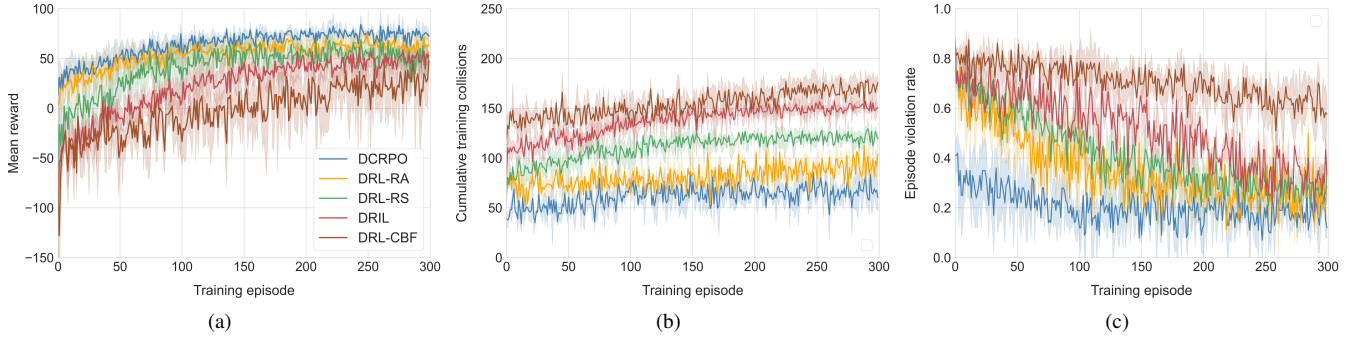 100
50
0
−50
−100
−150
Mean reward
DCRPO
DRL-RA
DRL-RS
DRIL
DRL-CBF
0 50 100 150 200 250 300
Training episode
(a)
250
200
150
100
50
0
Cumulative training collisions
0 50 100 150 200 250 300
Training episode
(b)
1.0
0.8
0.6
0.4
0.2
0.0
Episode violation rate
0 50 100 150 200 250 300
Training episode
(c)